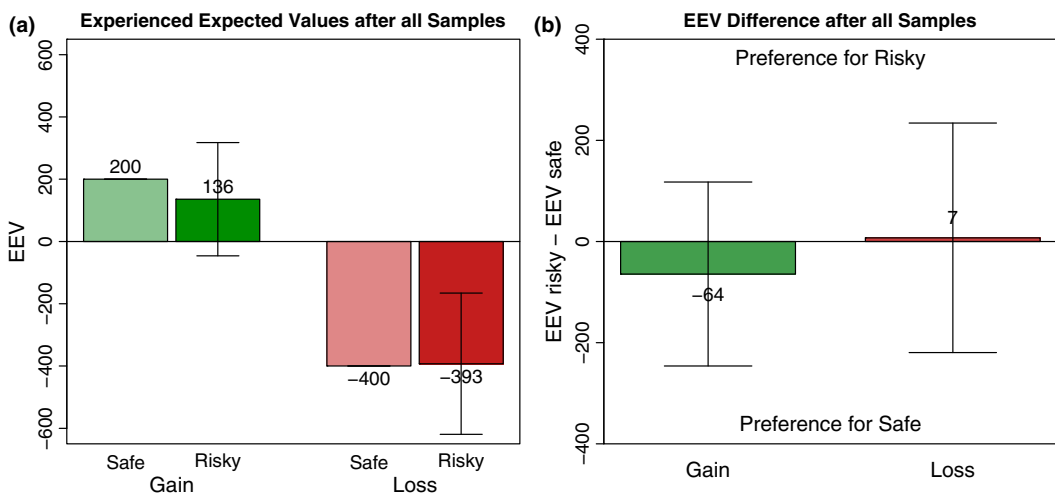 (a) Experienced Expected Values after all Samples
EEV
600
400
200
0
−200
−400
−600
200
136
−400
−393
Safe Risky Safe Risky
Gain Loss
(b) EEV Difference after all Samples
EEV risky − EEV safe
400
200
0
−200
−400
Preference for Risky
7
−64
Preference for Safe
Gain Loss